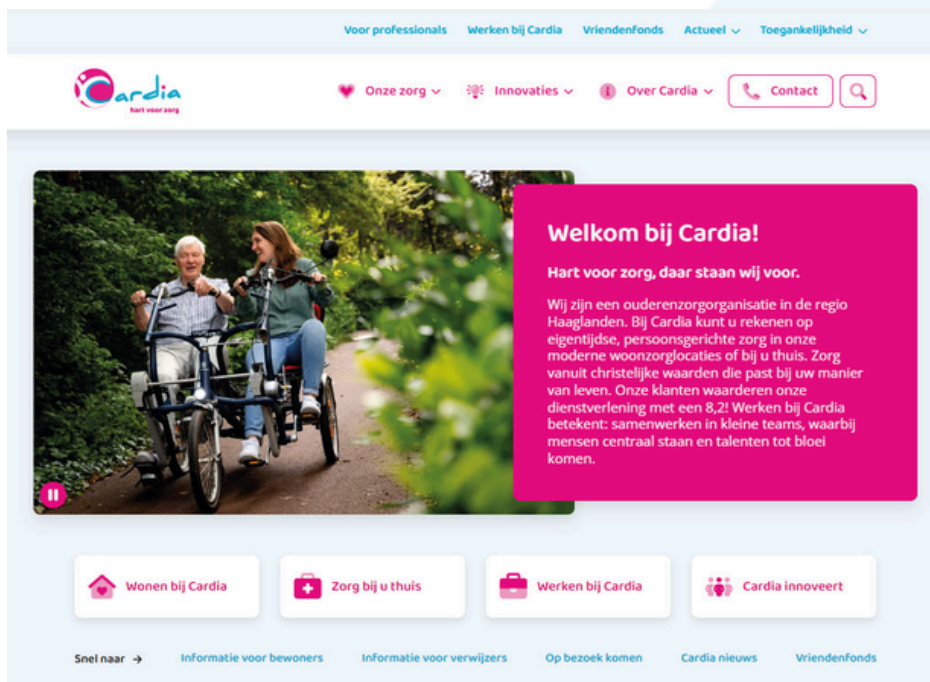 Voor professionals Werken bij Cardia Vriendenfonds Actueel Toegankelijkheid
Cardia
hart voor zorg
Onze zorg Innovaties Over Cardia Contact
Welkom bij Cardia!
Hart voor zorg, daar staan wij voor.
Wij zijn een ouderenzorgorganisatie in de regio
Haaglanden. Bij Cardia kunt u rekenen op
eigentijdse, persoonsgerichte zorg in onze
moderne woonzorglocaties of bij u thuis. Zorg
vanuit christelijke waarden die past bij uw manier
van leven. Onze klanten waarderen onze
dienstverlening met een 8,2! Werken bij Cardia
betekent: samenwerken in kleine teams, waarbij
mensen centraal staan en talenten tot bloei
komen.
Wonen bij Cardia Zorg bij u thuis Werken bij Cardia Cardia innoveert
Snel naar → Informatie voor bewoners Informatie voor verwijzers Op bezoek komen Cardia nieuws Vriendenfonds